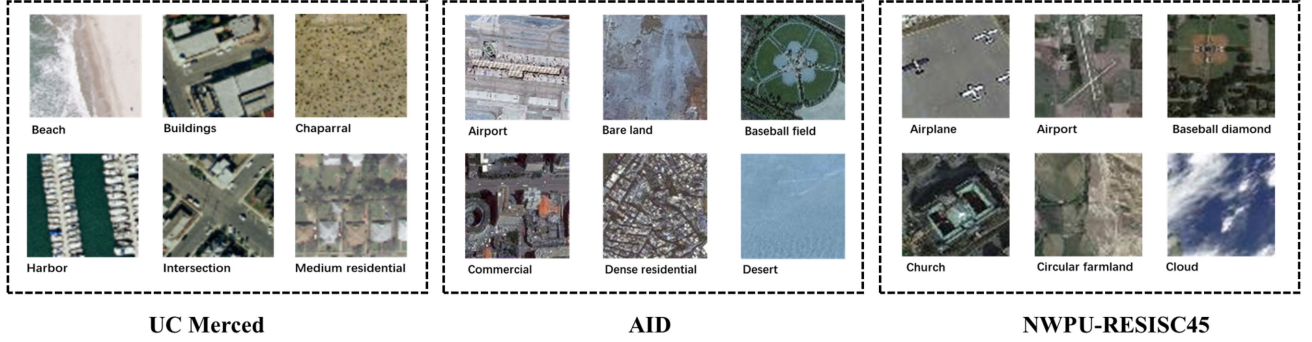 Beach
Buildings
Chaparral
Harbor
Intersection
Medium residential
UC Merced
Airport
Bare land
Baseball field
Commercial
Dense residential
Desert
AID
Airplane
Airport
Baseball diamond
Church
Circular farmland
Cloud
NWPU-RESISC45